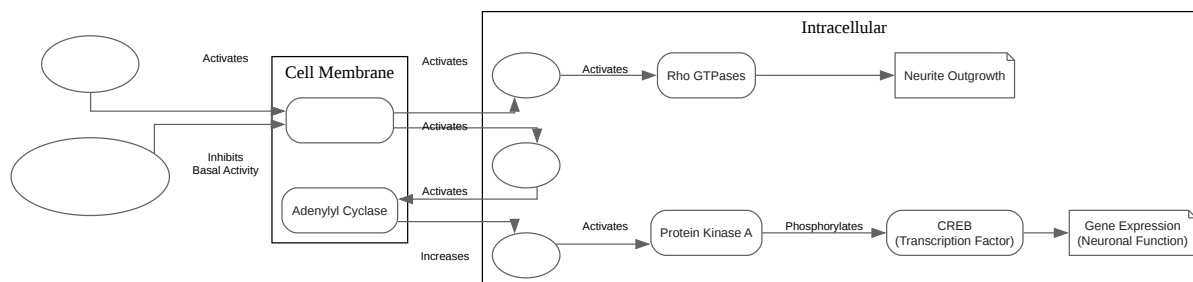 Intracellular
Cell Membrane
Activates
Activates
Activates
Rho GTPases
Neurite Outgrowth
Activates
Inhibits
Basal Activity
Activates
Adenylyl Cyclase
Increases
Activates
Protein Kinase A
Phosphorylates
CREB
(Transcription Factor)
Gene Expression
(Neuronal Function)